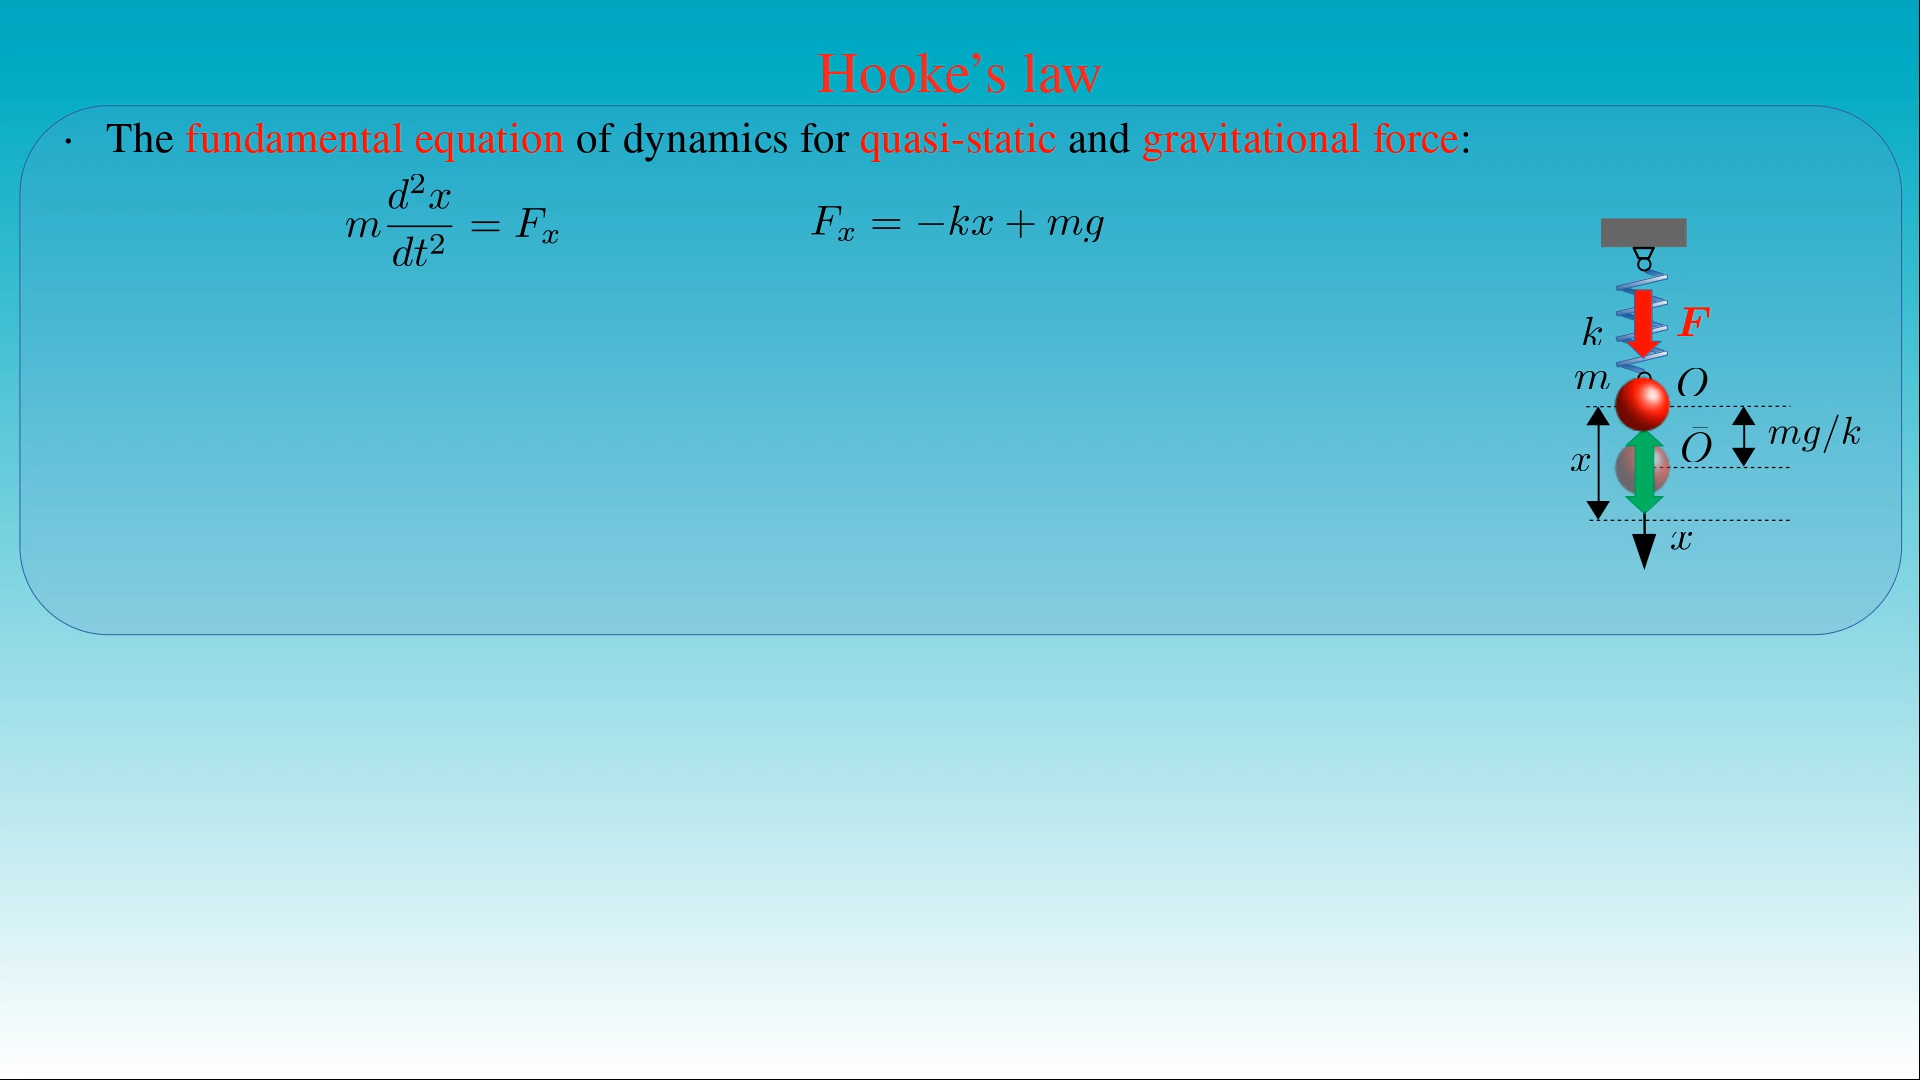 Hooke’s law
· The fundamental equation of dynamics for quasi-static and gravitational force:
m d²x/dt² = Fₓ
Fₓ = −kx + mg
k
F
m
O
mg/k
Ō
x
x